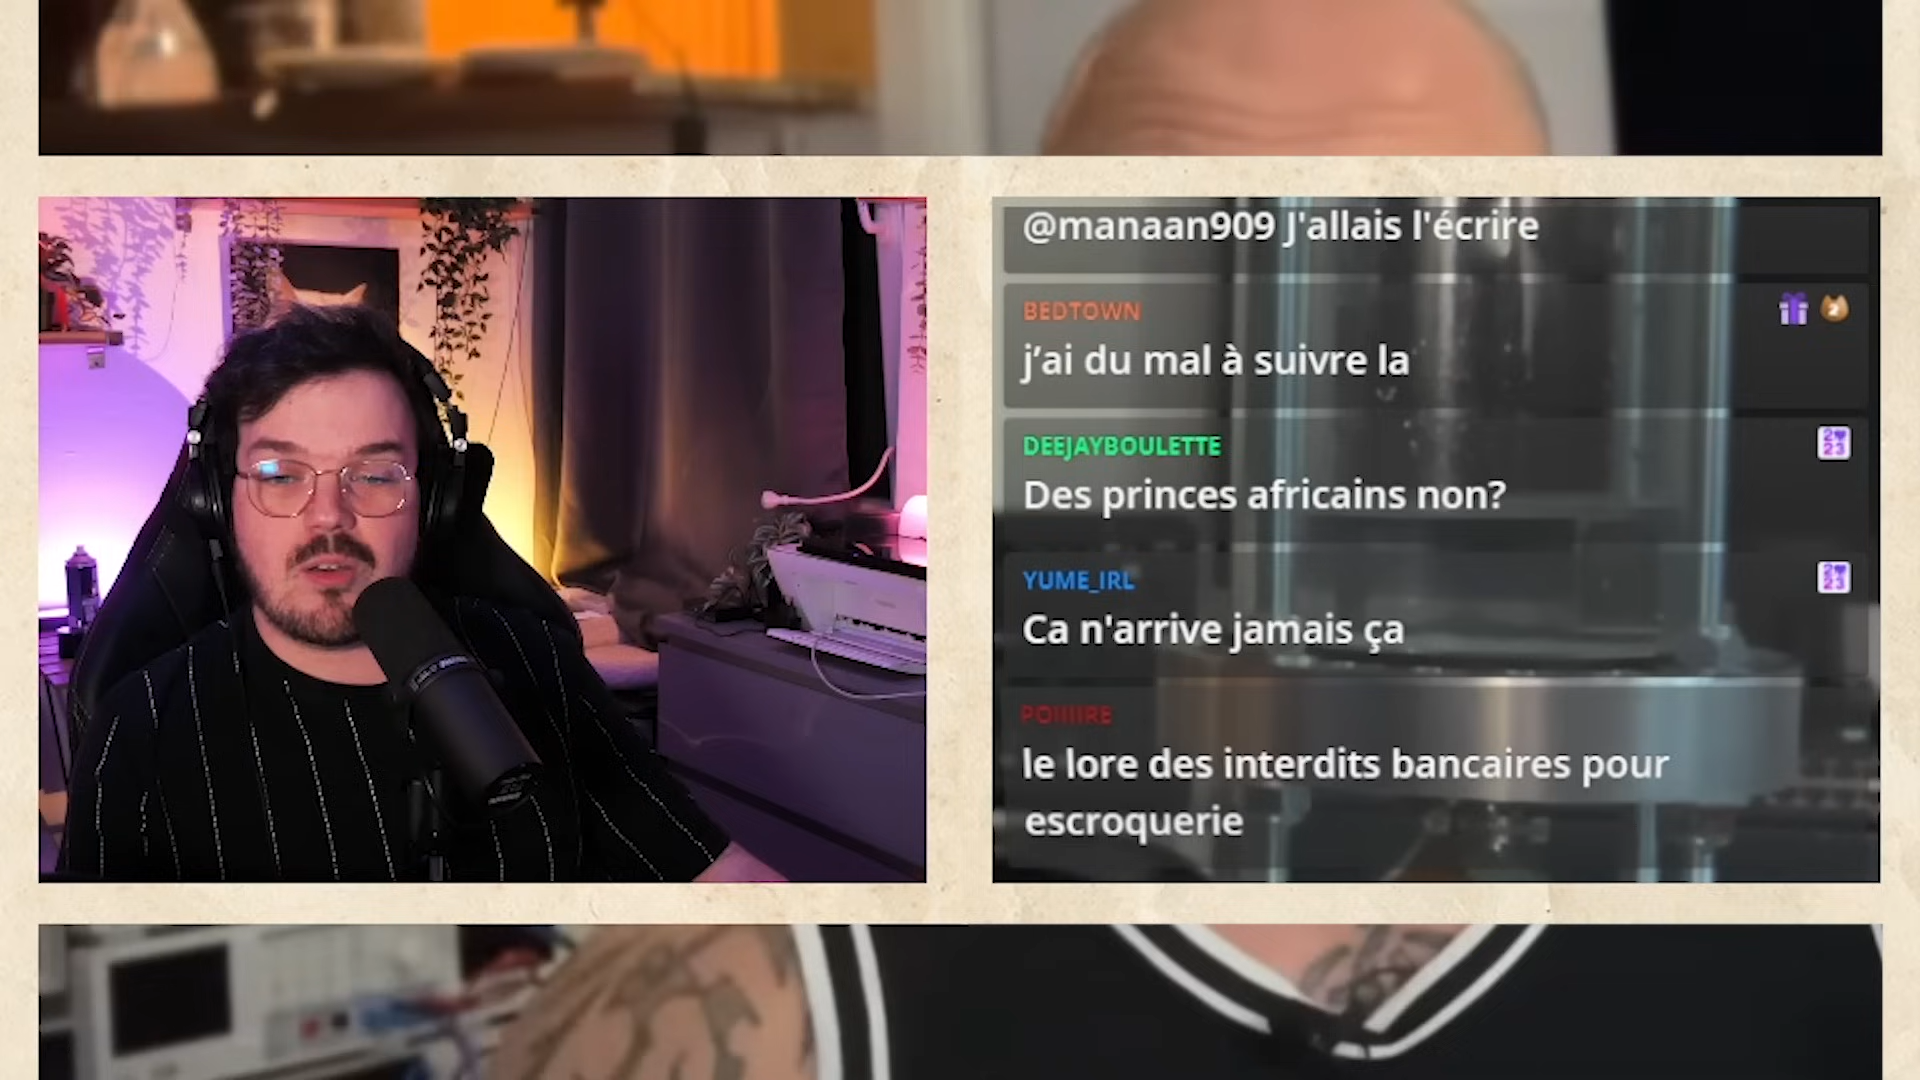 @manaan909 J'allais l'écrire
BEDTOWN
j’ai du mal à suivre la
DEEJAYBOULETTE
Des princes africains non?
YUME_IRL
Ca n'arrive jamais ça
POIIIIRE
le lore des interdits bancaires pour
escroquerie